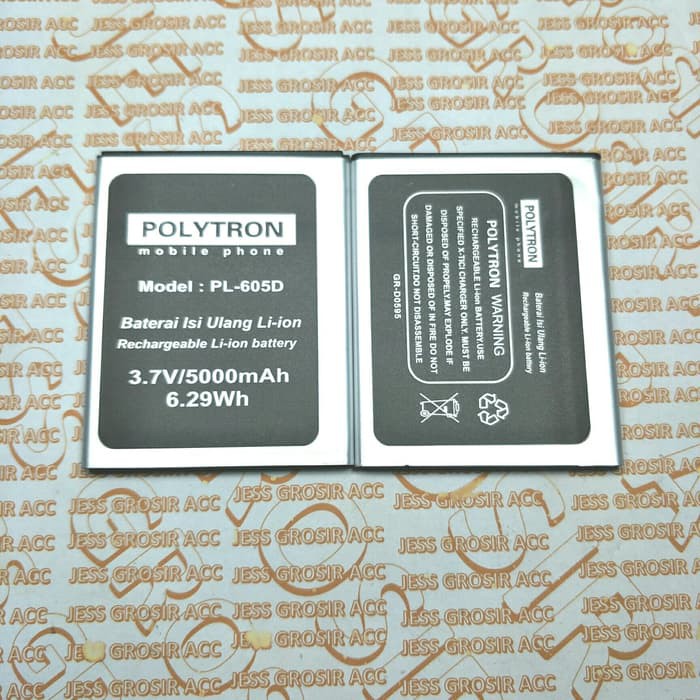 POLYTRON
mobile phone
Model : PL-605D
Baterai Isi Ulang Li-ion
Rechargeable Li-ion battery
3.7V/5000mAh
6.29Wh
POLYTRON
mobile phone
Baterai Isi Ulang Li-ion
Rechargeable Li-ion battery
POLYTRON WARNING
RECHARGEABLE Li-ion BATTERY.USE
SPECIFIED X-TICI CHARGER ONLY. MUST BE
DISPOSED OF PROPELY.MAY EXPLODE IF
DAMAGED OR DISPOSED OF IN FIRE DO NOT
SHORT-CIRCUIT.DO NOT DISASSEMBLE
GR-D0595
JESS GROSIR ACC